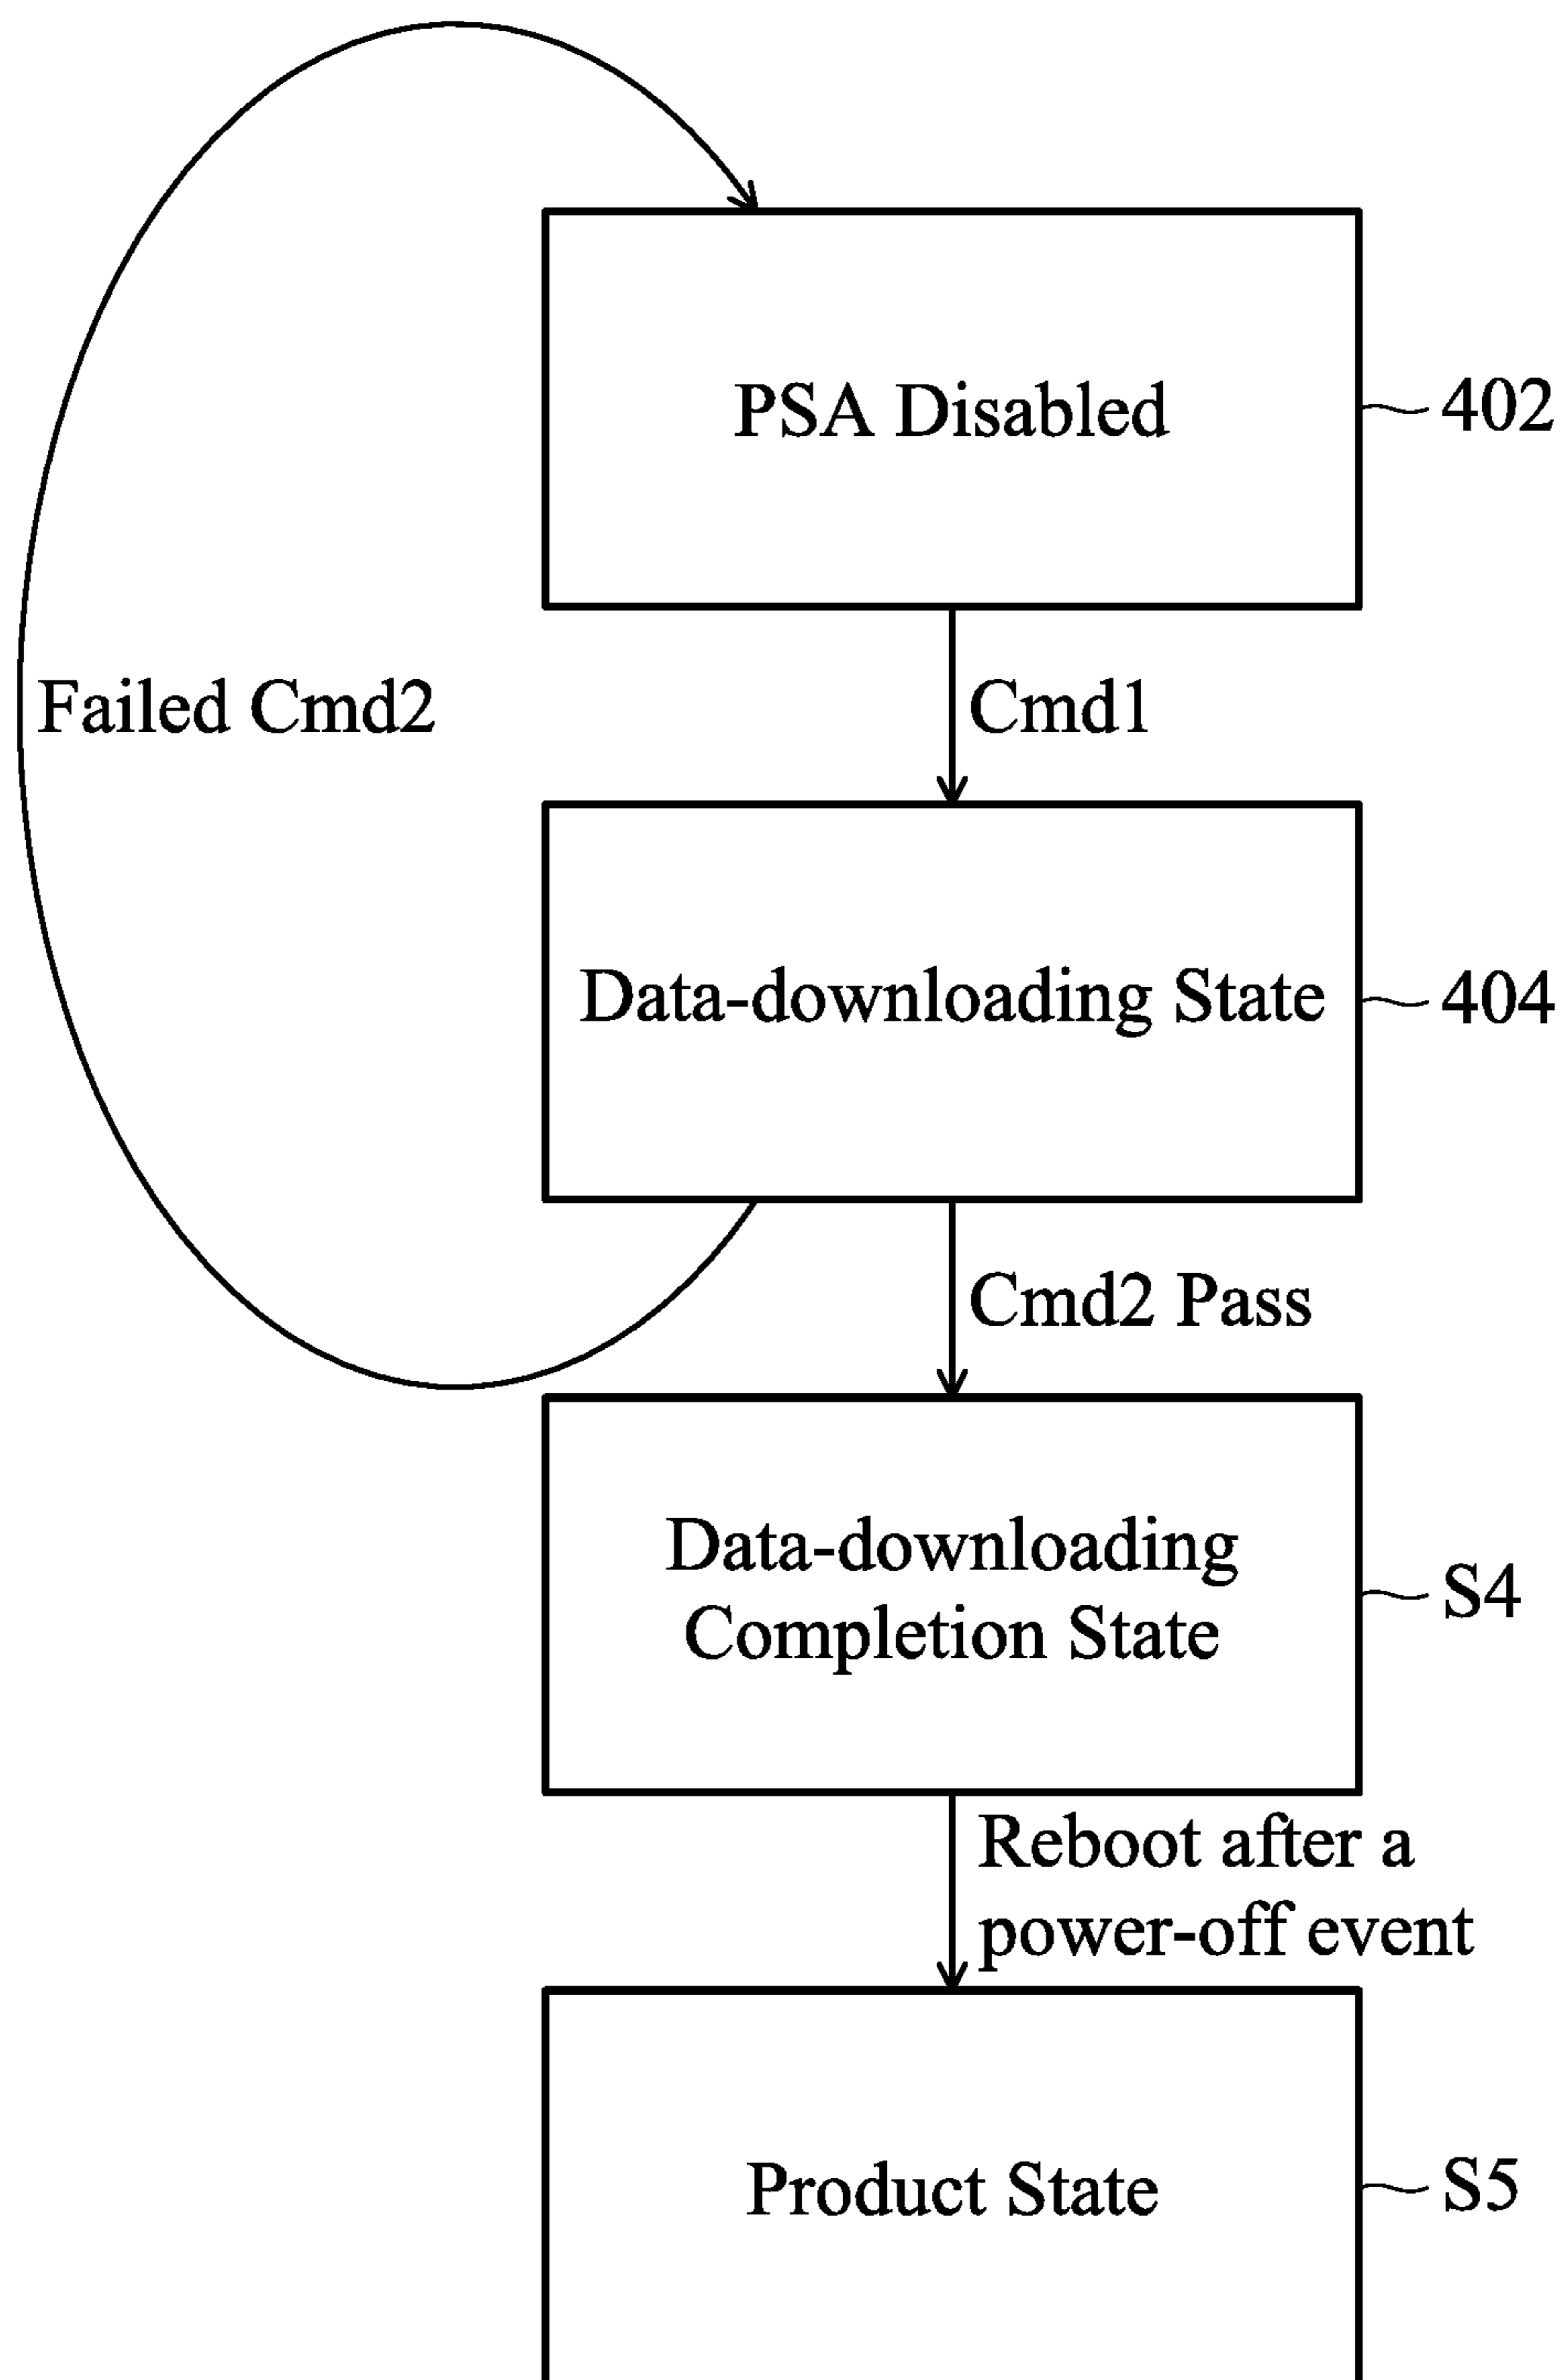 PSA Disabled
402
Failed Cmd2
Cmd1
Data-downloading State
404
Cmd2 Pass
Data-downloading
Completion State
S4
Reboot after a
power-off event
Product State
S5